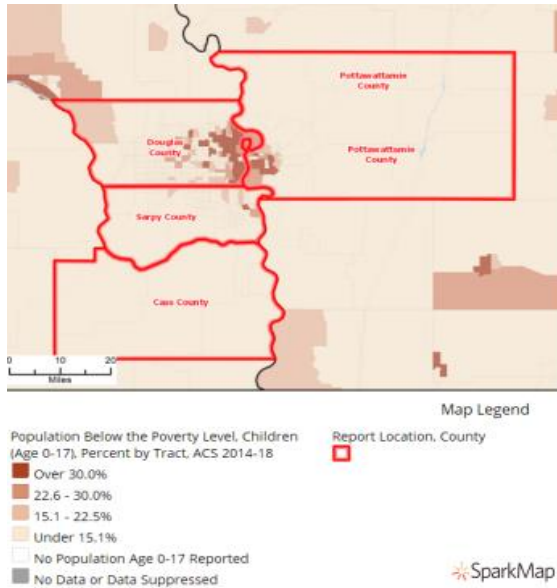 Pottawattamie
County
Douglas
County
Pottawattamie
County
Sarpy County
Cass County
0 10 20
Miles
Map Legend
Population Below the Poverty Level, Children
(Age 0-17), Percent by Tract, ACS 2014-18
Over 30.0%
22.6 - 30.0%
15.1 - 22.5%
Under 15.1%
No Population Age 0-17 Reported
No Data or Data Suppressed
Report Location, County
SparkMap